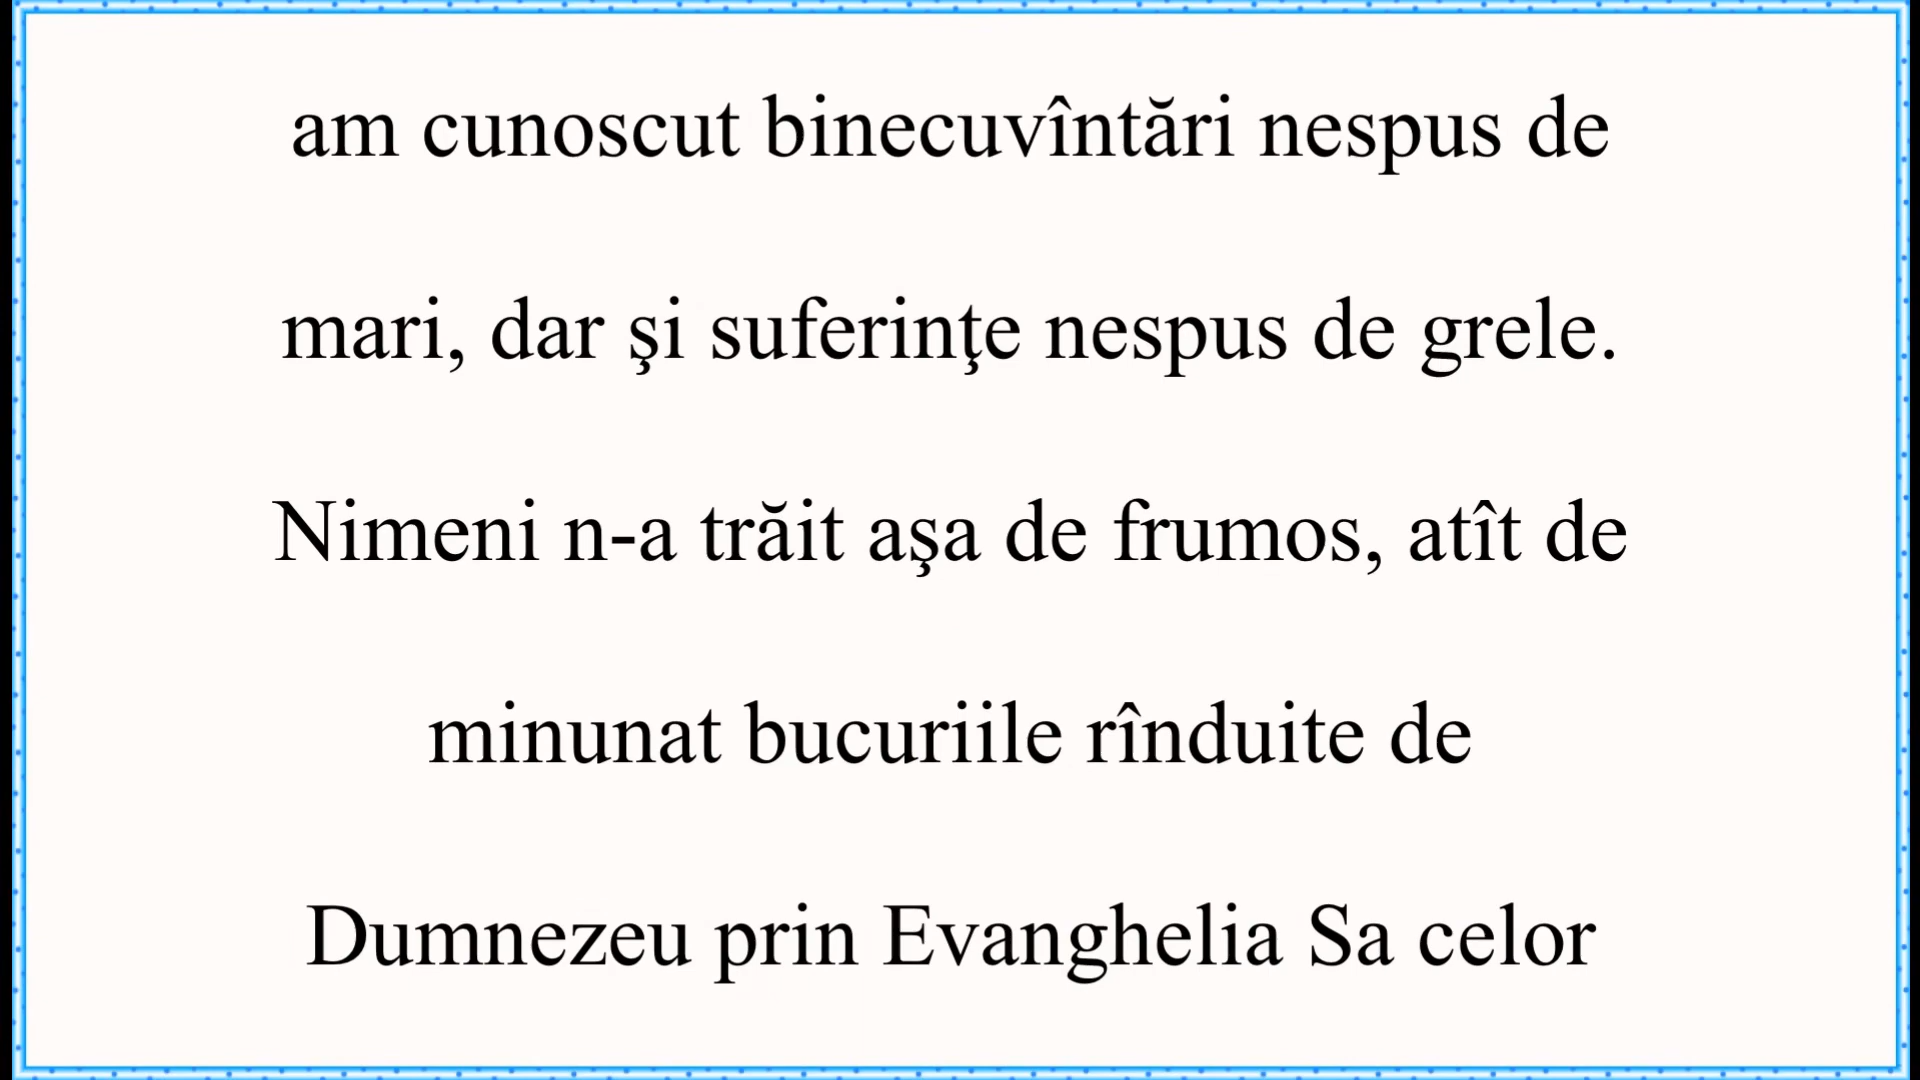 am cunoscut binecuvîntări nespus de
mari, dar şi suferinţe nespus de grele.
Nimeni n-a trăit aşa de frumos, atît de
minunat bucuriile rînduite de
Dumnezeu prin Evanghelia Sa celor